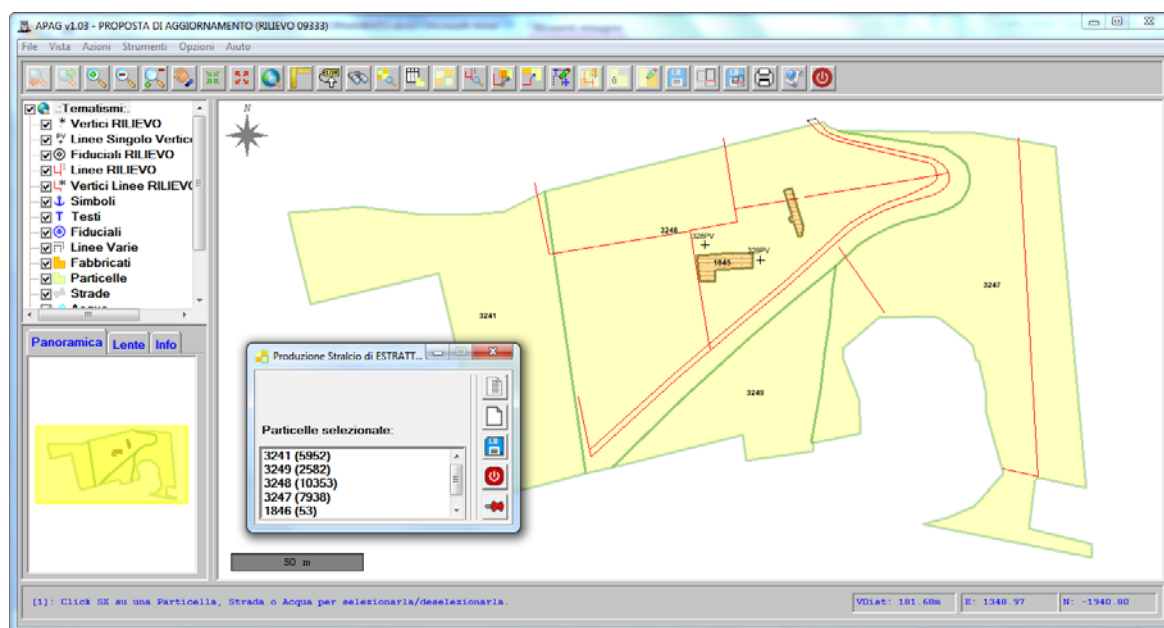 APAG v1.03 - PROPOSTA DI AGGIORNAMENTO (RILIEVO 09333)
File Vista Azioni Strumenti Opzioni Aiuto
.:Tematismi:.
Vertici RILIEVO
Linee Singolo Vertice
Fiduciali RILIEVO
Linee RILIEVO
Vertici Linee RILIEVO
Simboli
Testi
Fiduciali
Linee Varie
Fabbricati
Particelle
Strade
Panoramica Lente Info
N
3248
328PV
329PV
1845
3247
3241
3249
Produzione Stralcio di ESTRATT...
Particelle selezionate:
3241 (5952)
3249 (2582)
3248 (10353)
3247 (7938)
1846 (53)
50 m
[1]: Click SX su una Particella, Strada o Acqua per selezionarla/deselezionarla.
VDist: 181.68m E: 1348.97 N: -1940.80